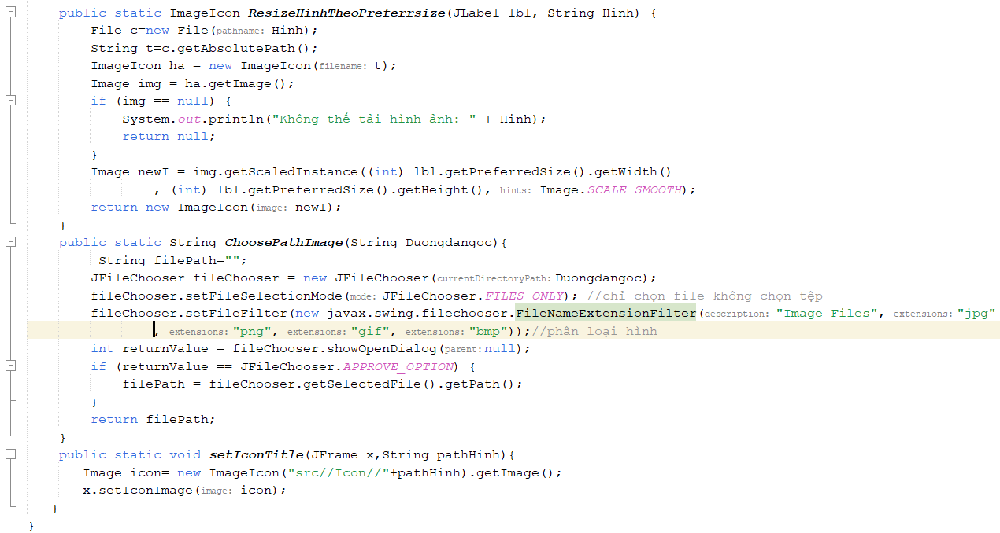 public static ImageIcon ResizeHinhTheoPreferrsize(JLabel lbl, String Hinh) {
File c=new File(pathname: Hinh);
String t=c.getAbsolutePath();
ImageIcon ha = new ImageIcon(filename: t);
Image img = ha.getImage();
if (img == null) {
System.out.println("Không thể tải hình ảnh: " + Hinh);
return null;
}
Image newI = img.getScaledInstance((int) lbl.getPreferredSize().getWidth()
, (int) lbl.getPreferredSize().getHeight(), hints: Image.SCALE_SMOOTH);
return new ImageIcon(image: newI);
}
public static String ChoosePathImage(String Duongdangoc){
String filePath="";
JFileChooser fileChooser = new JFileChooser(currentDirectoryPath: Duongdangoc);
fileChooser.setFileSelectionMode(mode: JFileChooser.FILES_ONLY); //chỉ chọn file không chọn tệp
fileChooser.setFileFilter(new javax.swing.filechooser.FileNameExtensionFilter(description: "Image Files", extensions: "jpg"
, extensions: "png", extensions: "gif", extensions: "bmp"));//phân loại hình
int returnValue = fileChooser.showOpenDialog(parent: null);
if (returnValue == JFileChooser.APPROVE_OPTION) {
filePath = fileChooser.getSelectedFile().getPath();
}
return filePath;
}
public static void setIconTitle(JFrame x,String pathHinh){
Image icon= new ImageIcon("src//Icon//"+pathHinh).getImage();
x.setIconImage(image: icon);
}
}